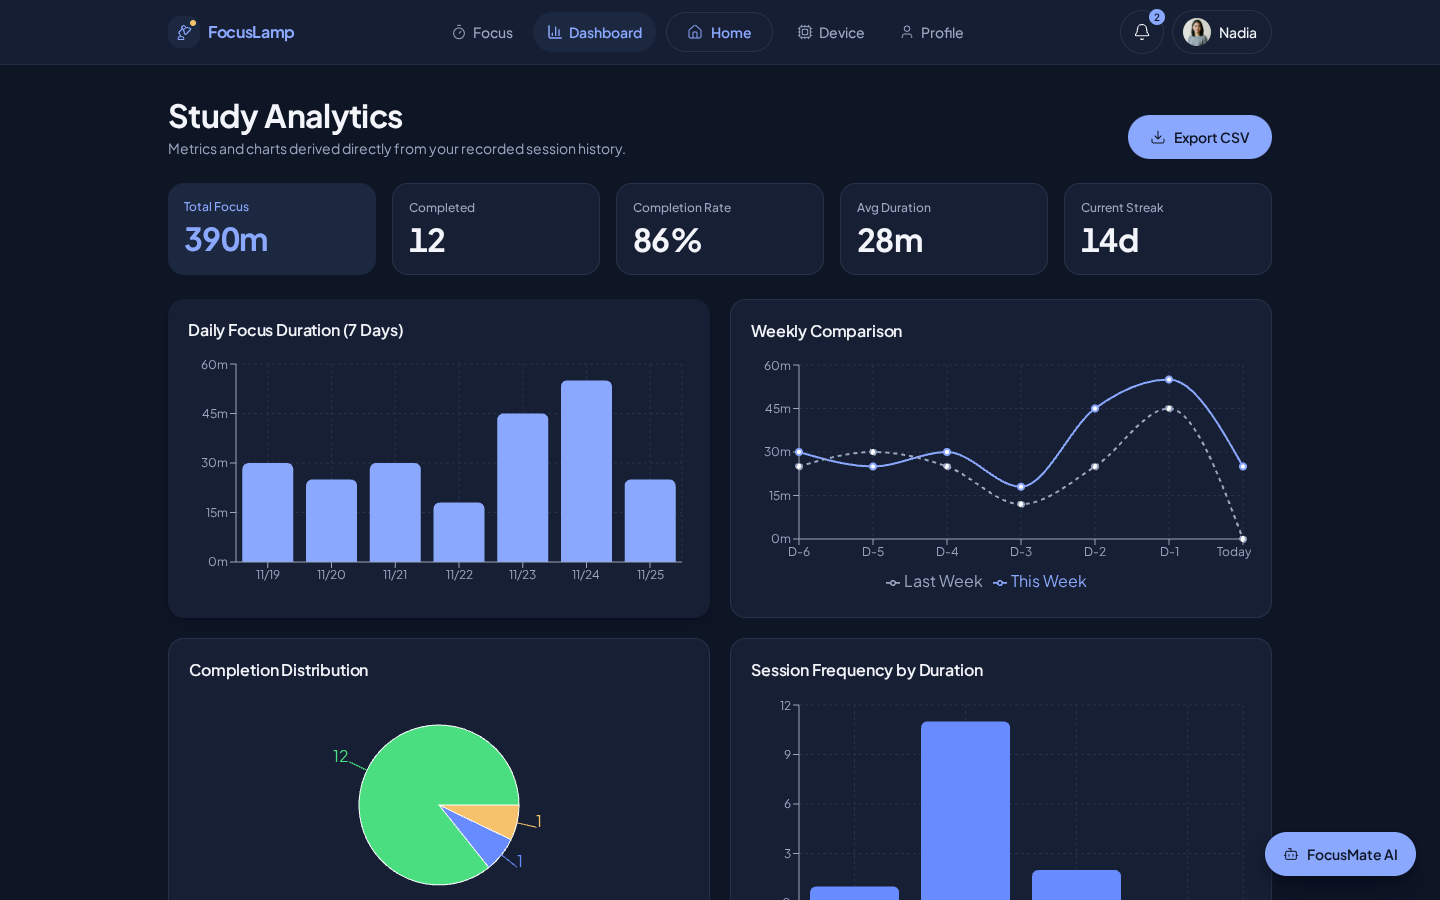 FocusLamp
Focus
Dashboard
Home
Device
Profile
2
Nadia
Study Analytics
Metrics and charts derived directly from your recorded session history.
Export CSV
Total Focus
390m
Completed
12
Completion Rate
86%
Avg Duration
28m
Current Streak
14d
Daily Focus Duration (7 Days)
60m
45m
30m
15m
0m
11/19 11/20 11/21 11/22 11/23 11/24 11/25
Weekly Comparison
60m
45m
30m
15m
0m
D-6 D-5 D-4 D-3 D-2 D-1 Today
Last Week This Week
Completion Distribution
12
1
1
Session Frequency by Duration
12
9
6
3
FocusMate AI